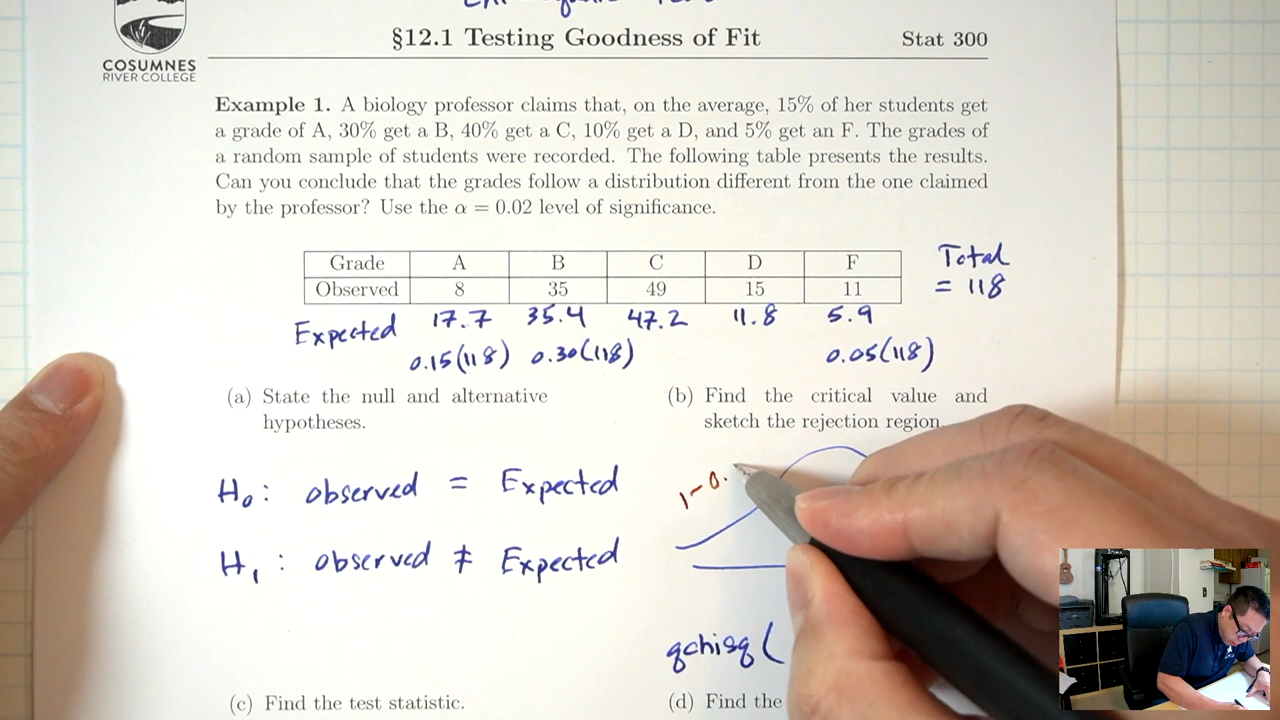 §12.1 Testing Goodness of Fit Stat 300
COSUMNES
RIVER COLLEGE
Example 1. A biology professor claims that, on the average, 15% of her students get
a grade of A, 30% get a B, 40% get a C, 10% get a D, and 5% get an F. The grades of
a random sample of students were recorded. The following table presents the results.
Can you conclude that the grades follow a distribution different from the one claimed
by the professor? Use the α = 0.02 level of significance.
Grade A B C D F Total
Observed 8 35 49 15 11 = 118
Expected 17.7 35.4 47.2 11.8 5.9
0.15(118) 0.30(118) 0.05(118)
(a) State the null and alternative
hypotheses.
(b) Find the critical value and
sketch the rejection region.
1-0.
H₀: observed = Expected
H₁: observed ≠ Expected
qchisq(
(c) Find the test statistic.
(d) Find the